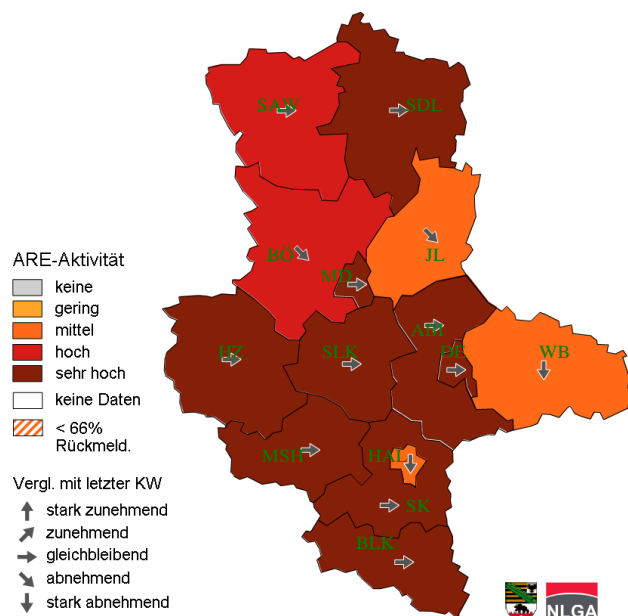 SAW
SDL
BÖ
JL
MD
ABI
HZ
SLK
DE
WB
MSH
HAL
SK
BLK
ARE-Aktivität
keine
gering
mittel
hoch
sehr hoch
keine Daten
< 66%
Rückmeld.
Vergl. mit letzter KW
stark zunehmend
zunehmend
gleichbleibend
abnehmend
stark abnehmend
NLGA